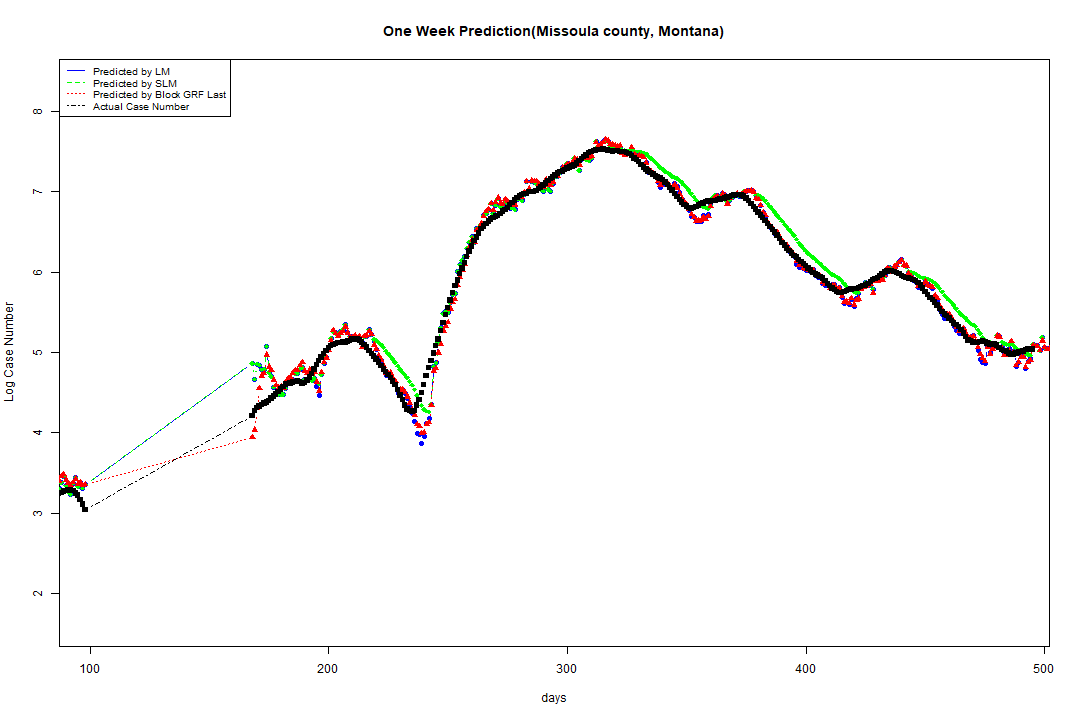 One Week Prediction(Missoula county, Montana)
Predicted by LM
Predicted by SLM
Predicted by Block GRF Last
Actual Case Number
8
7
6
5
4
3
2
Log Case Number
100 200 300 400 500
days